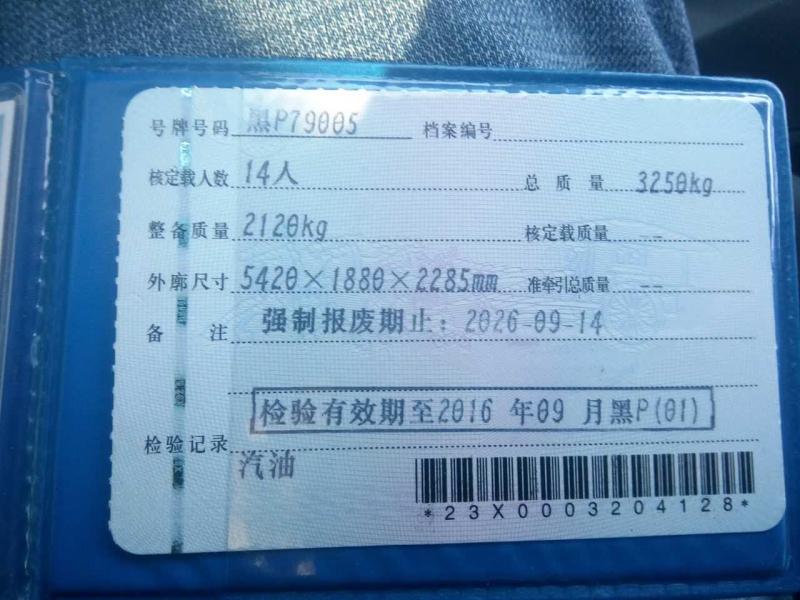 号牌号码 黑P79005 档案编号
核定载人数 14人 总质量 3250kg
整备质量 2120kg 核定载质量 --
外廓尺寸 5420×1880×2285mm 准牵引总质量 --
备注 强制报废期止：2026-09-14
检验有效期至2016 年09 月黑P(01)
检验记录
汽油
*23X0003204128*